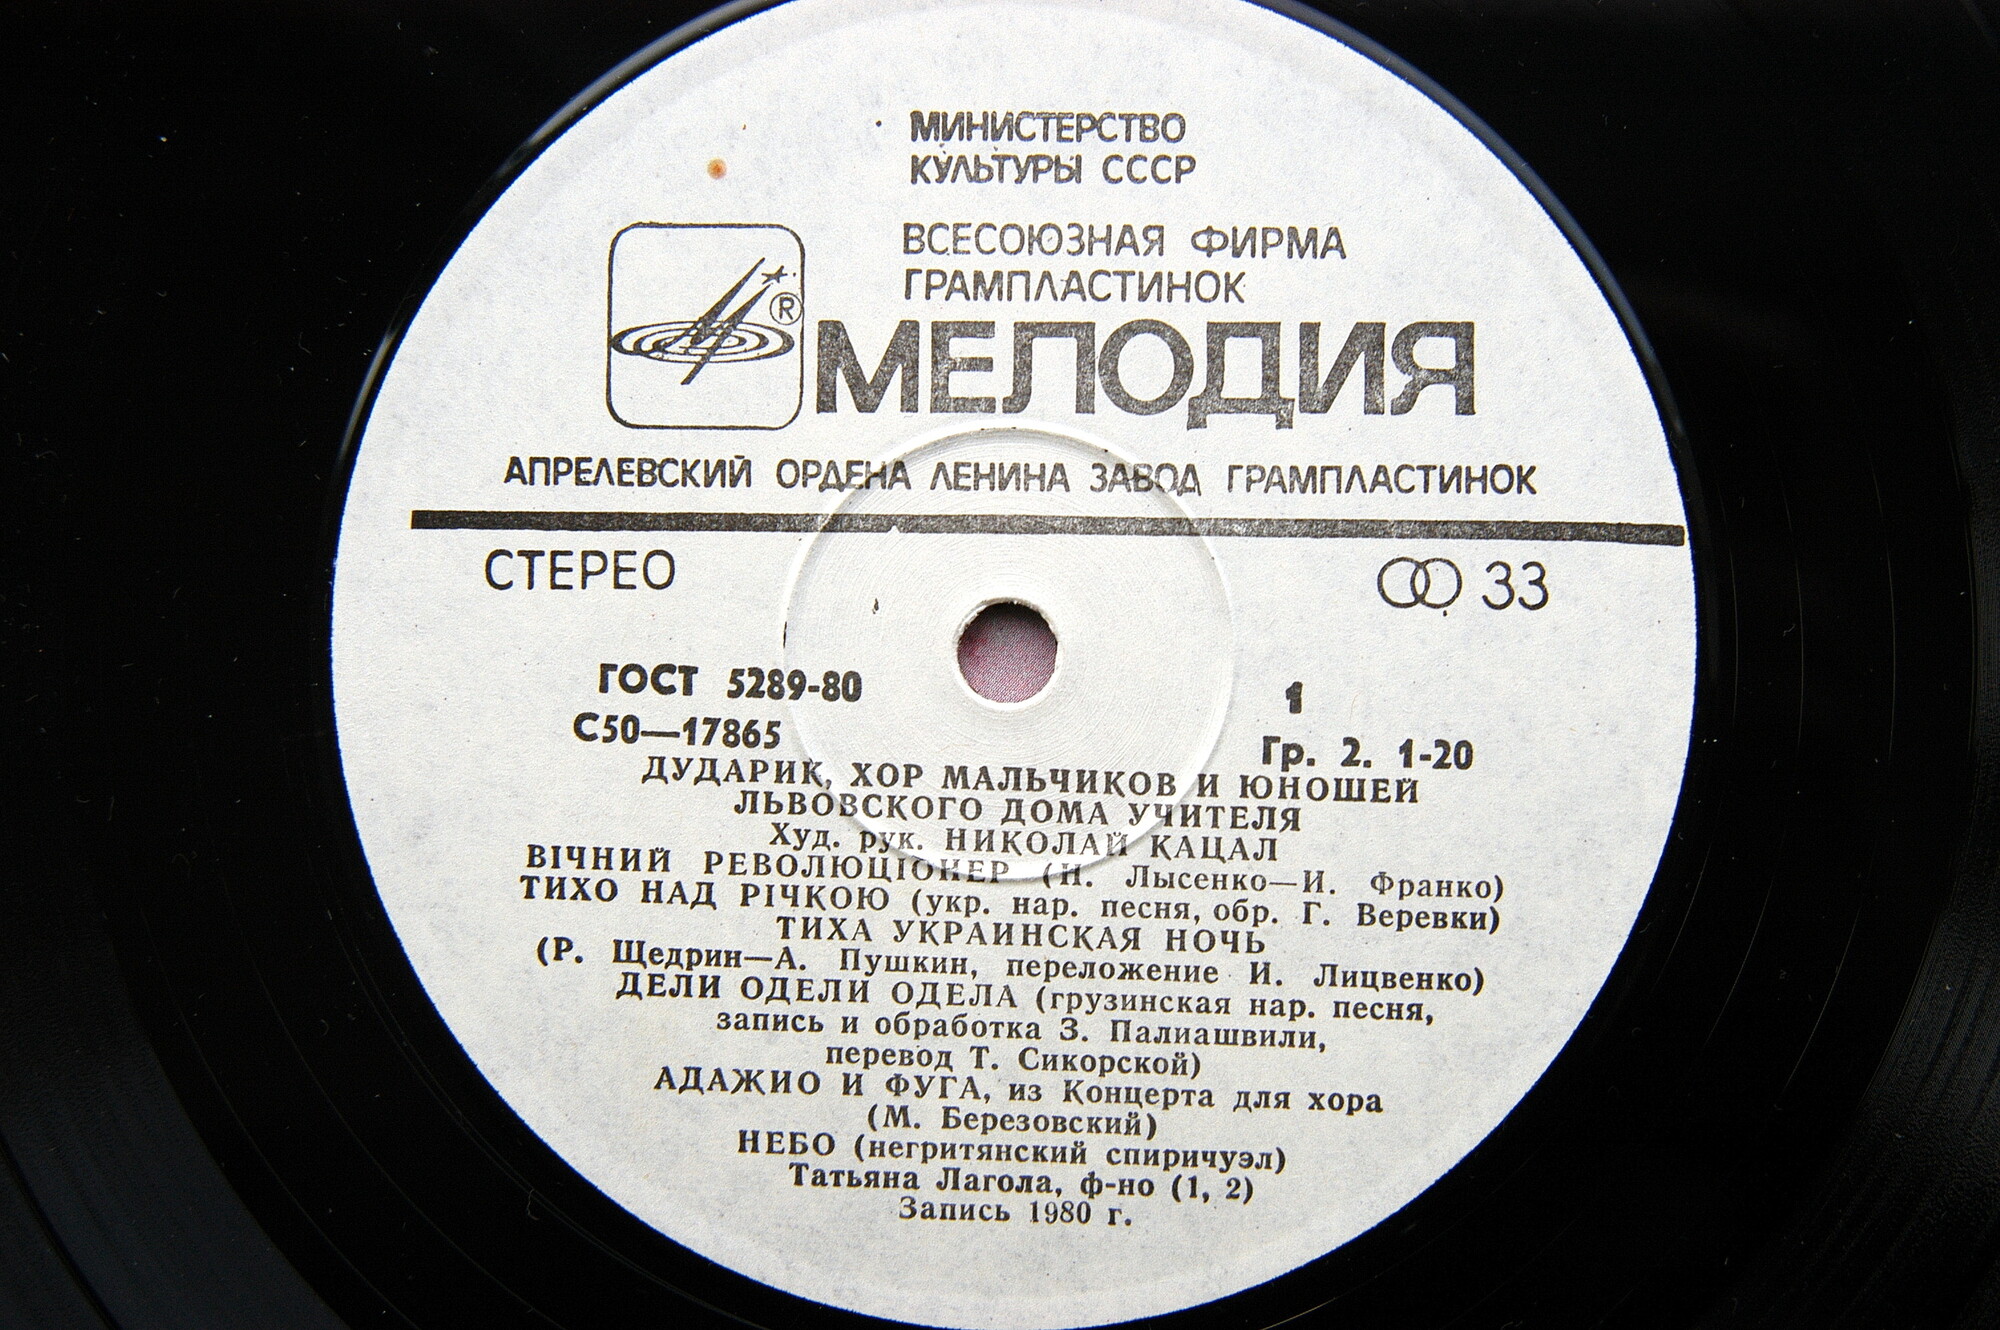 МИНИСТЕРСТВО
КУЛЬТУРЫ СССР
ВСЕСОЮЗНАЯ ФИРМА
ГРАМПЛАСТИНОК
®
МЕЛОДИЯ
АПРЕЛЕВСКИЙ ОРДЕНА ЛЕНИНА ЗАВОД ГРАМПЛАСТИНОК
СТЕРЕО 33
ГОСТ 5289-80 1
С50—17865 Гр. 2. 1-20
ДУДАРИК, ХОР МАЛЬЧИКОВ И ЮНОШЕЙ
ЛЬВОВСКОГО ДОМА УЧИТЕЛЯ
Худ. рук. НИКОЛАЙ КАЦАЛ
ВІЧНИЙ РЕВОЛЮЦІОНЕР (Н. Лысенко—И. Франко)
ТИХО НАД РІЧКОЮ (укр. нар. песня, обр. Г. Веревки)
ТИХА УКРАИНСКАЯ НОЧЬ
(Р. Щедрин—А. Пушкин, переложение И. Лицвенко)
ДЕЛИ ОДЕЛИ ОДЕЛА (грузинская нар. песня,
запись и обработка З. Палиашвили,
перевод Т. Сикорской)
АДАЖИО И ФУГА, из Концерта для хора
(М. Березовский)
НЕБО (негритянский спиричуэл)
Татьяна Лагола, ф-но (1, 2)
Запись 1980 г.